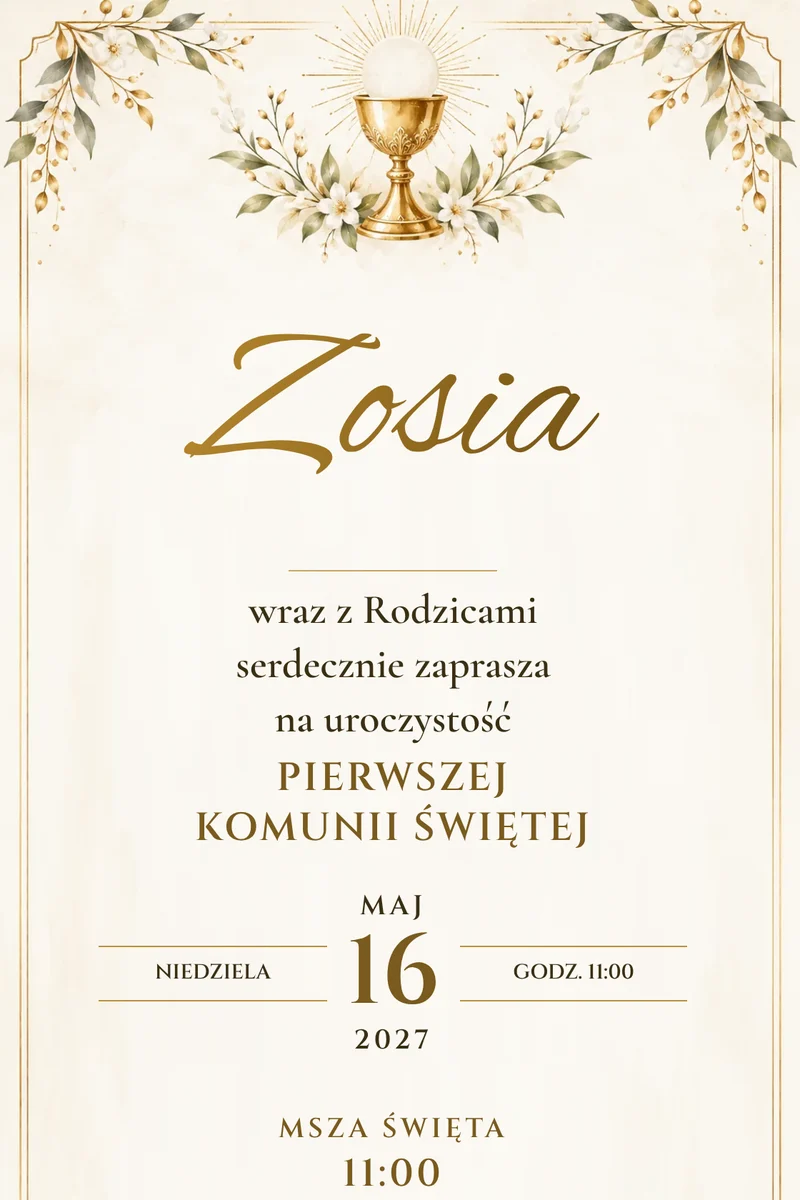 Zosia
wraz z Rodzicami
serdecznie zaprasza
na uroczystość
PIERWSZEJ
KOMUNII ŚWIĘTEJ
MAJ
NIEDZIELA 16 GODZ. 11:00
2027
MSZA ŚWIĘTA
11:00